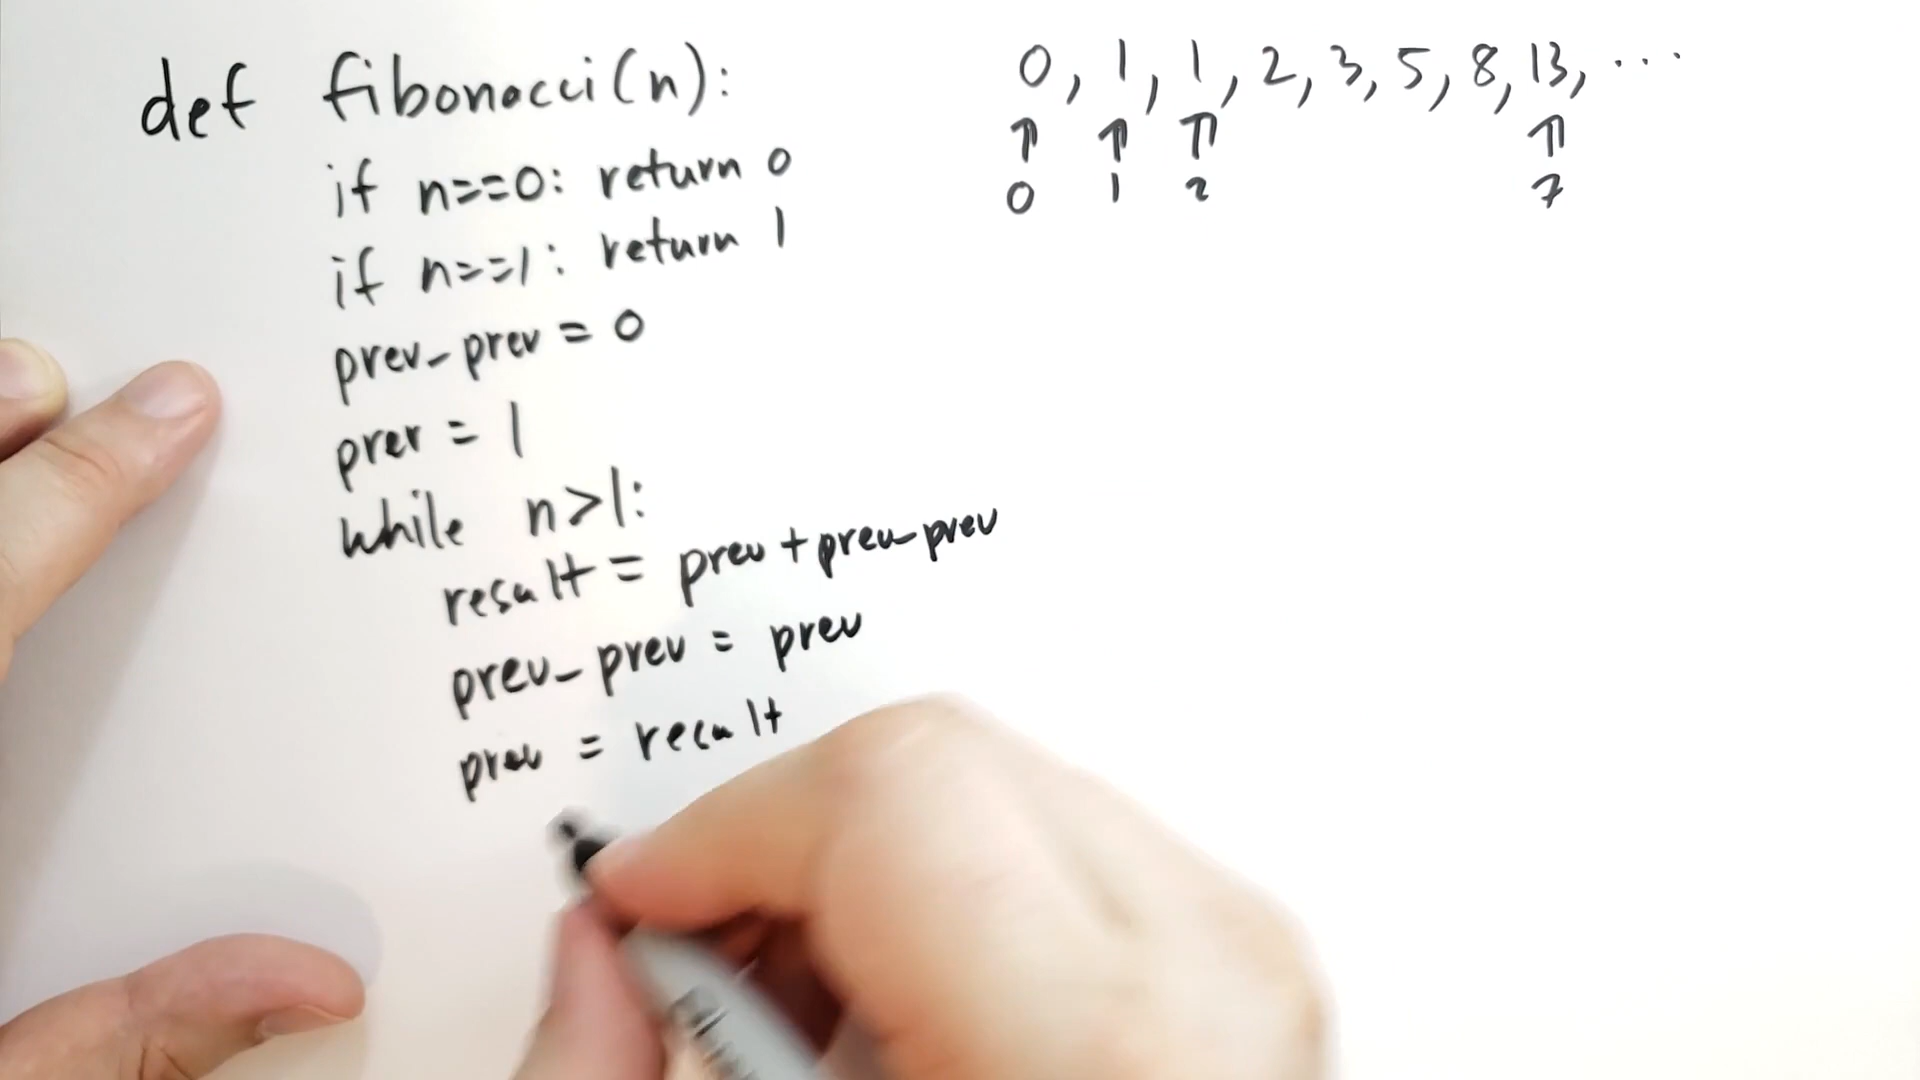 def fibonacci(n):
if n==0: return 0
if n==1: return 1
prev_prev = 0
prev = 1
while n>1:
result = prev + prev_prev
prev_prev = prev
prev = result
0, 1, 1, 2, 3, 5, 8, 13, ...
↑ ↑ ↑ ↑
0 1 2 7